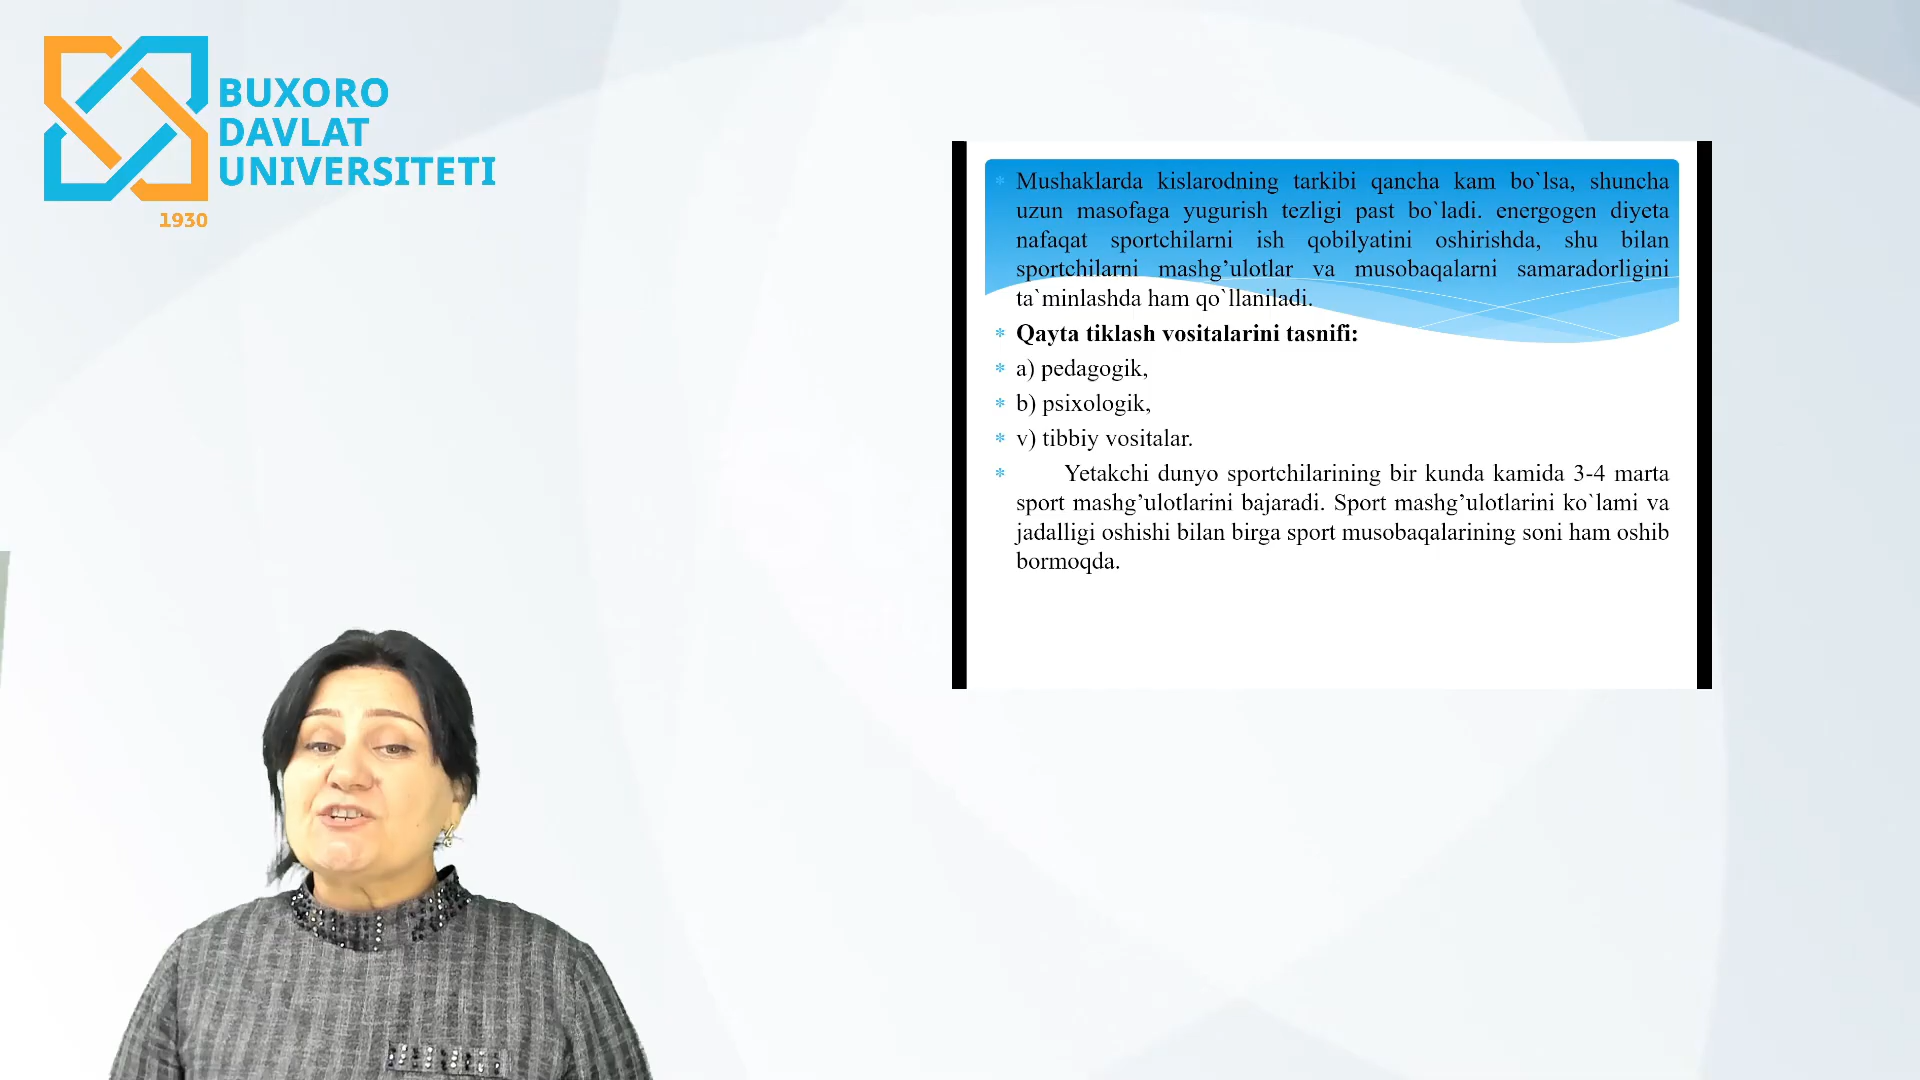 BUXORO
DAVLAT
UNIVERSITETI
1930
* Mushaklarda kislarodning tarkibi qancha kam bo`lsa, shuncha
uzun masofaga yugurish tezligi past bo`ladi. energogen diyeta
nafaqat sportchilarni ish qobilyatini oshirishda, shu bilan
sportchilarni mashg’ulotlar va musobaqalarni samaradorligini
ta`minlashda ham qo`llaniladi.
* Qayta tiklash vositalarini tasnifi:
* a) pedagogik,
* b) psixologik,
* v) tibbiy vositalar.
* Yetakchi dunyo sportchilarining bir kunda kamida 3-4 marta
sport mashg’ulotlarini bajaradi. Sport mashg’ulotlarini ko`lami va
jadalligi oshishi bilan birga sport musobaqalarining soni ham oshib
bormoqda.